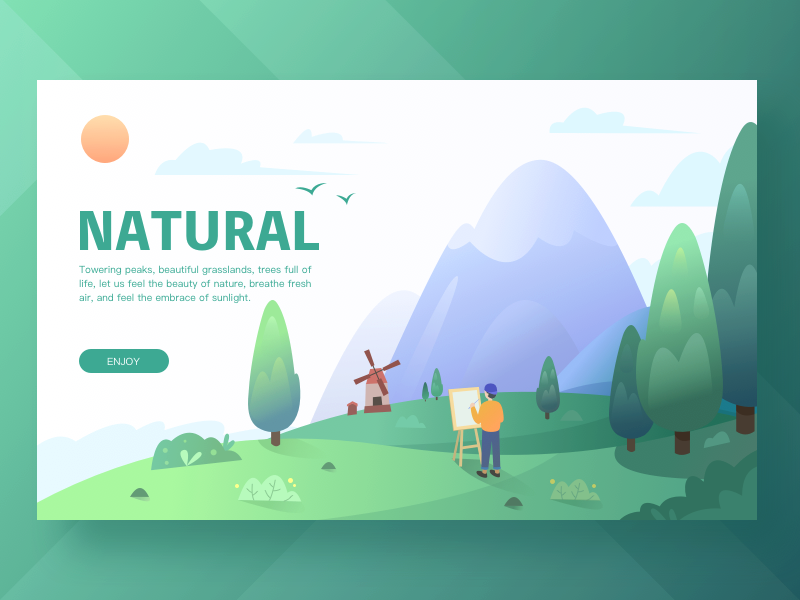 NATURAL
Towering peaks, beautiful grasslands, trees full of
life, let us feel the beauty of nature, breathe fresh
air, and feel the embrace of sunlight.
ENJOY